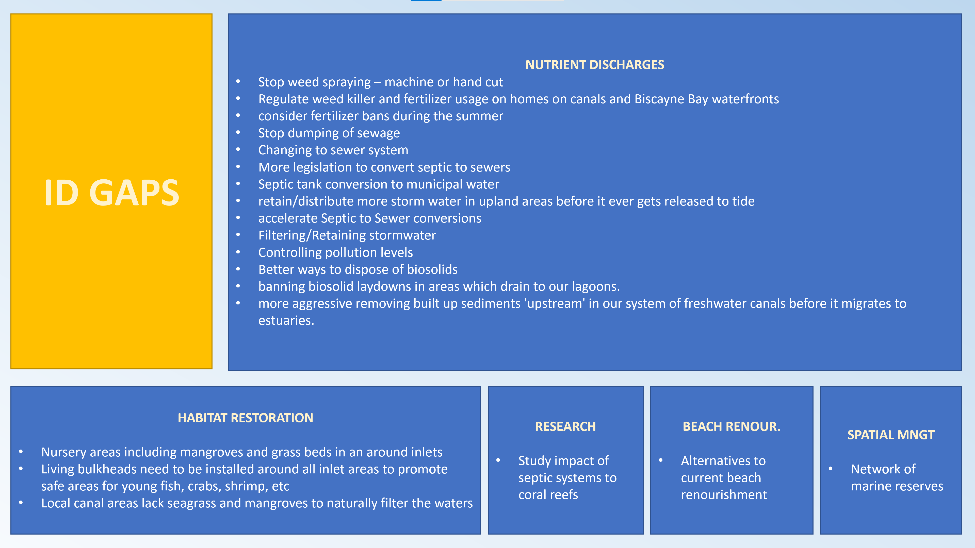 ID GAPS
NUTRIENT DISCHARGES
• Stop weed spraying – machine or hand cut
• Regulate weed killer and fertilizer usage on homes on canals and Biscayne Bay waterfronts
• consider fertilizer bans during the summer
• Stop dumping of sewage
• Changing to sewer system
• More legislation to convert septic to sewers
• Septic tank conversion to municipal water
• retain/distribute more storm water in upland areas before it ever gets released to tide
• accelerate Septic to Sewer conversions
• Filtering/Retaining stormwater
• Controlling pollution levels
• Better ways to dispose of biosolids
• banning biosolid laydowns in areas which drain to our lagoons.
• more aggressive removing built up sediments 'upstream' in our system of freshwater canals before it migrates to
estuaries.
HABITAT RESTORATION
• Nursery areas including mangroves and grass beds in an around inlets
• Living bulkheads need to be installed around all inlet areas to promote
safe areas for young fish, crabs, shrimp, etc
• Local canal areas lack seagrass and mangroves to naturally filter the waters
RESEARCH
• Study impact of
septic systems to
coral reefs
BEACH RENOUR.
• Alternatives to
current beach
renourishment
SPATIAL MNGT
• Network of
marine reserves